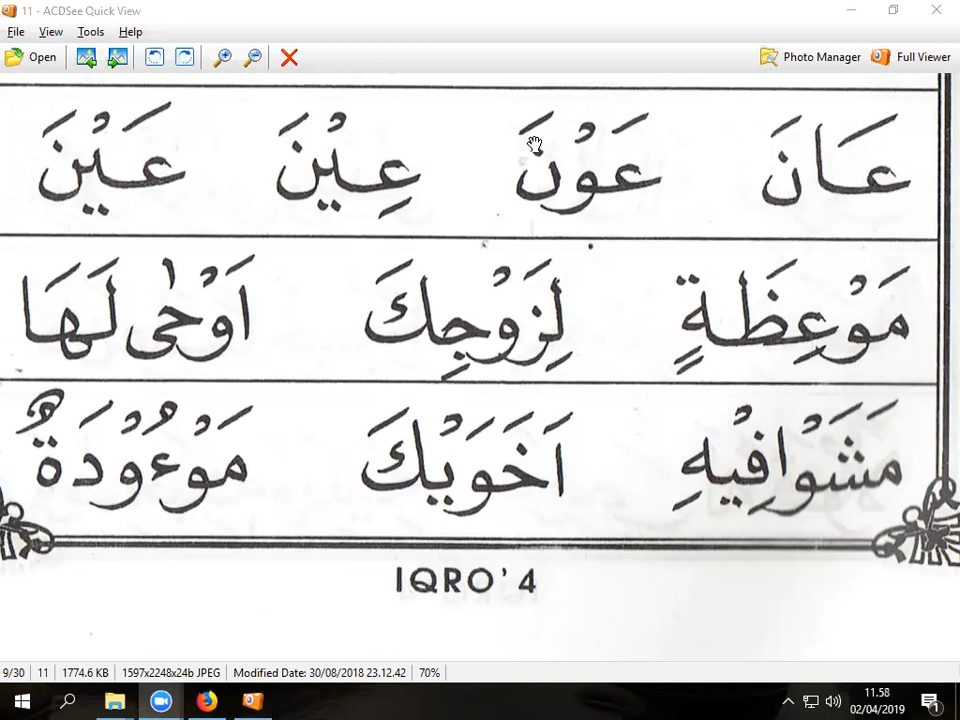 11 - ACDSee Quick View
File View Tools Help
Open Photo Manager Full Viewer
عَانَ عَوْنَ عِيْنَ عَيْنَ
مَوْعِظَةٍ لِزَوْجِكَ اَوْحٰى لَهَا
مَشَوْافِيْهِ اَخَوَيْكَ مَوْءُوْدَةٌ
IQRO' 4
9/30 11 1774.6 KB 1597x2248x24b JPEG Modified Date: 30/08/2018 23.12.42 70%
11.58
02/04/2019
1